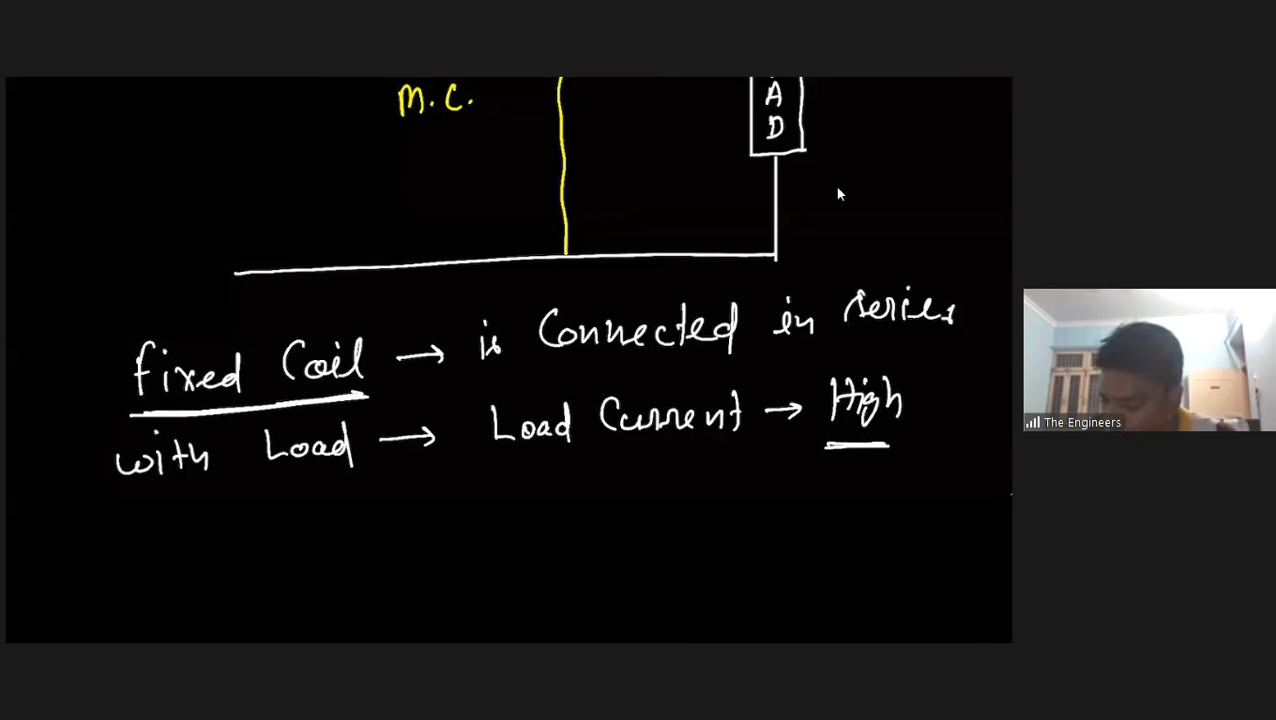 M.C.
A
D
fixed Coil → is Connected in series
with Load → Load Current → High
The Engineers